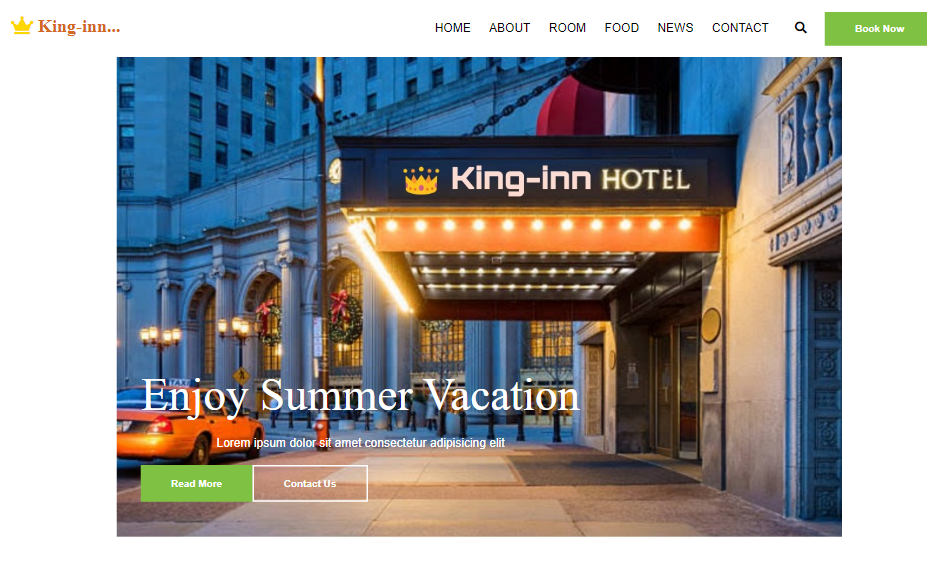 King-inn...
HOME ABOUT ROOM FOOD NEWS CONTACT
Book Now
King-inn HOTEL
TAXI
Enjoy Summer Vacation
Lorem ipsum dolor sit amet consectetur adipisicing elit
Read More
Contact Us